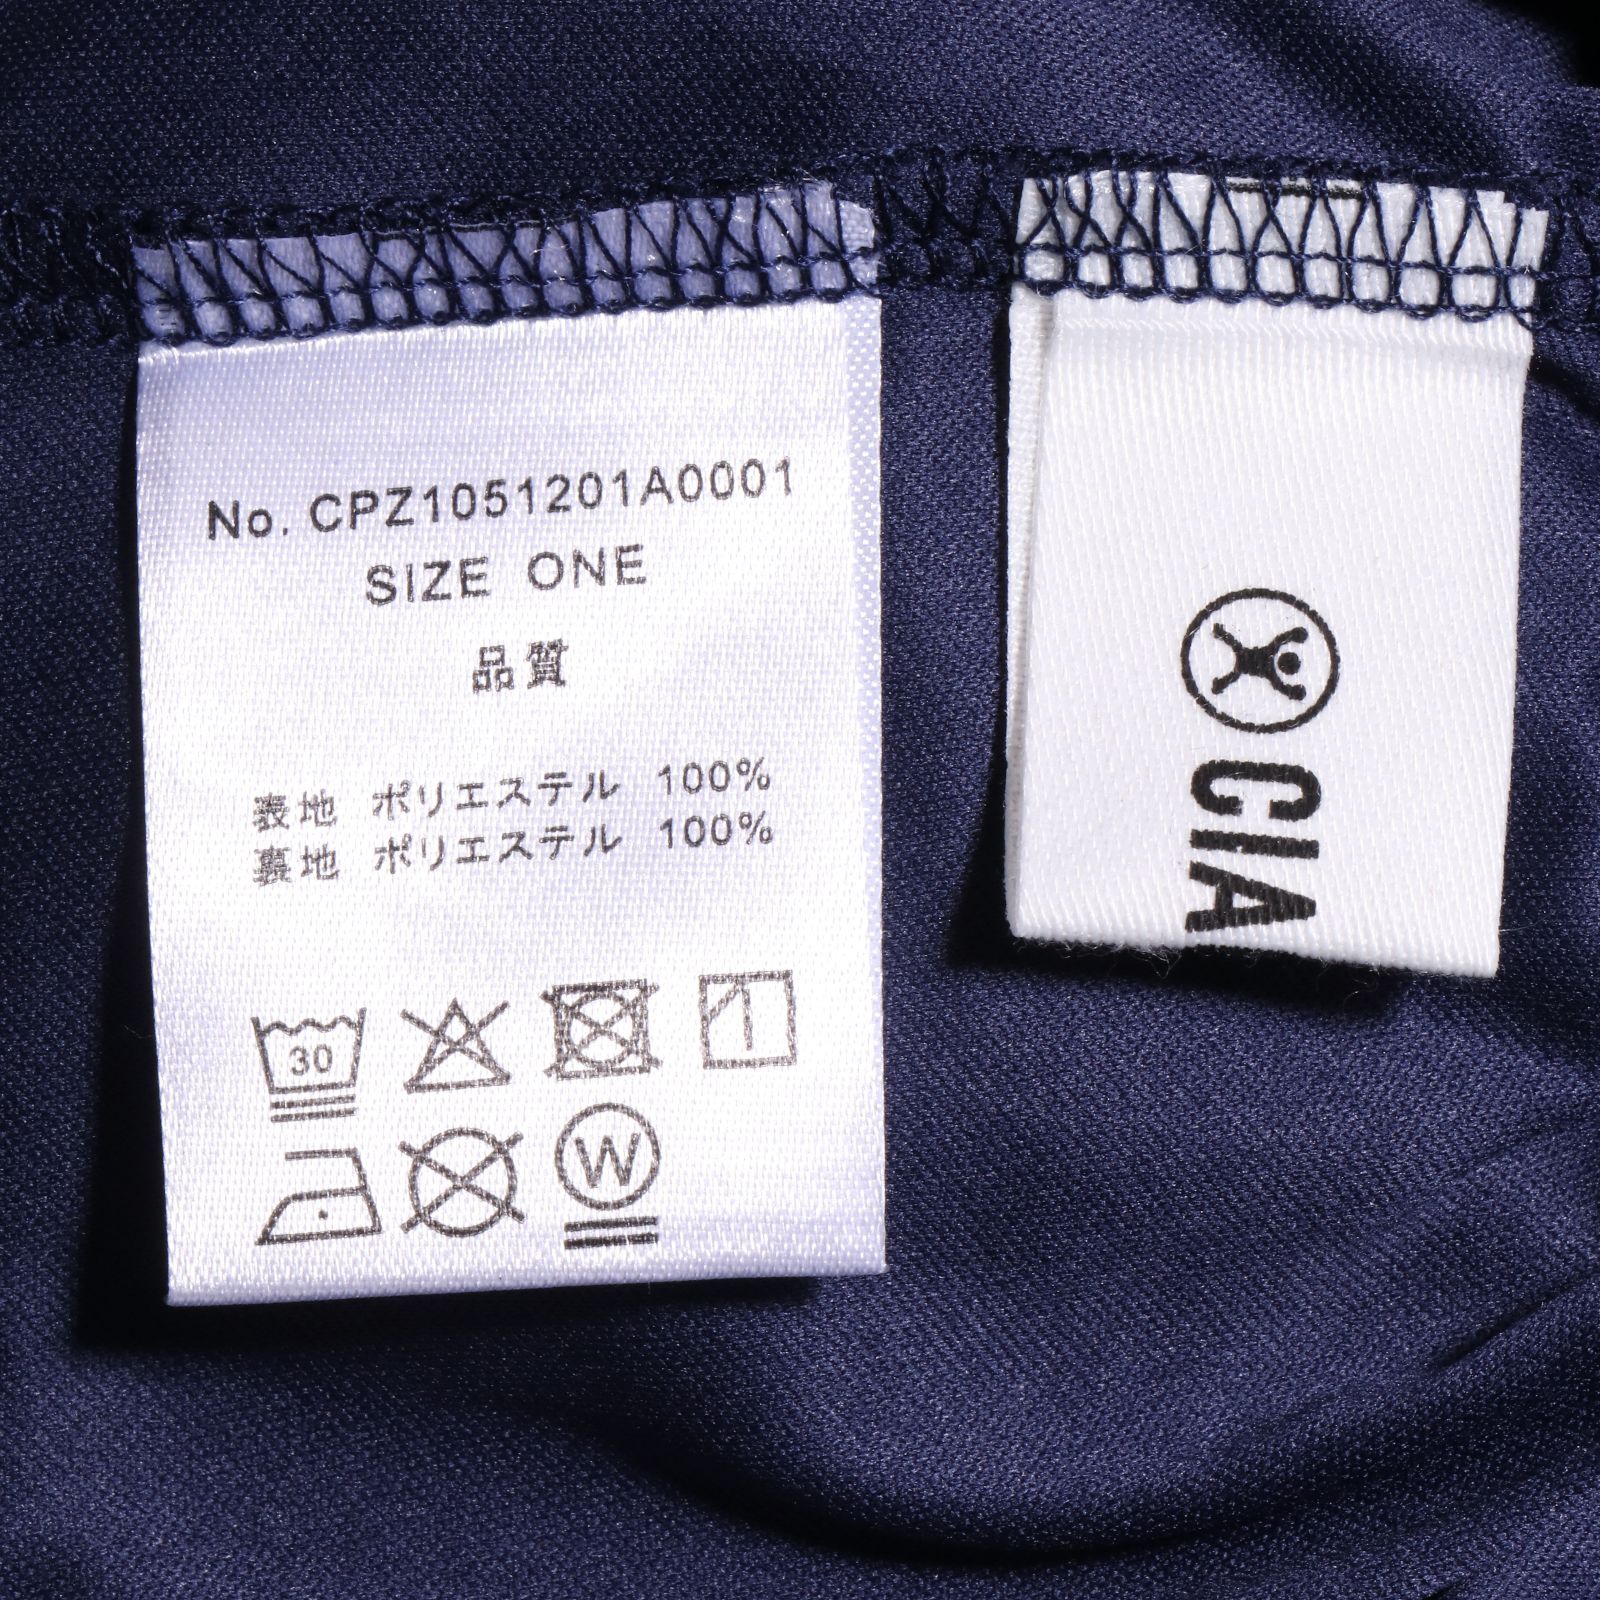 No. CPZ1051201A0001
SIZE ONE
品質
表地 ポリエステル 100%
裏地 ポリエステル 100%
30
W
CIA